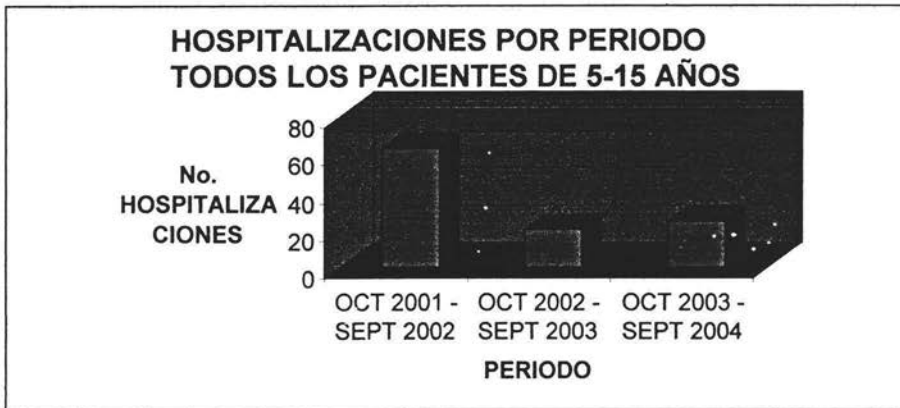 HOSPITALIZACIONES POR PERIODO
TODOS LOS PACIENTES DE 5-15 AÑOS
80
60
40
20
0
No.
HOSPITALIZA
CIONES
OCT 2001 -
SEPT 2002
OCT 2002 -
SEPT 2003
OCT 2003 -
SEPT 2004
PERIODO